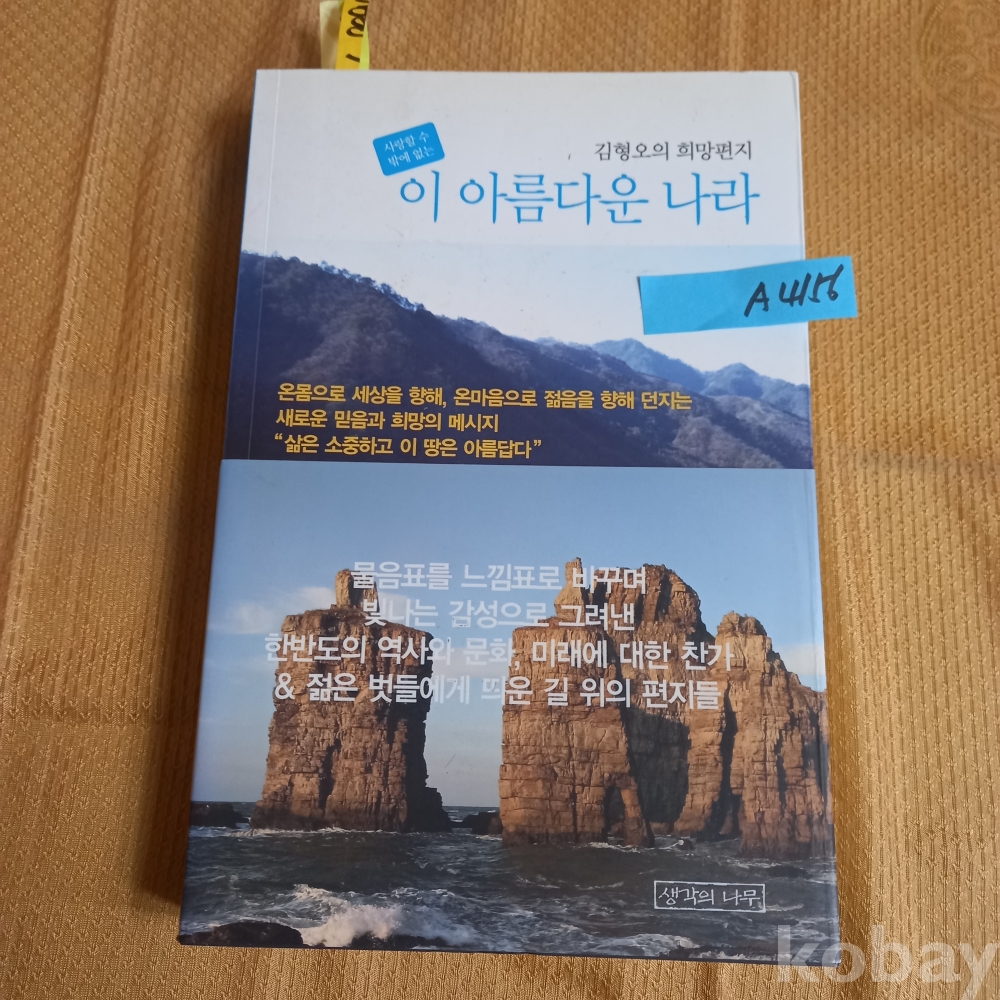 사랑할 수
밖에 없는
김형오의 희망편지
이 아름다운 나라
A4156
온몸으로 세상을 향해, 온마음으로 젊음을 향해 던지는
새로운 믿음과 희망의 메시지
“삶은 소중하고 이 땅은 아름답다”
물음표를 느낌표로 바꾸며
빛나는 감성으로 그려낸
한반도의 역사와 문화, 미래에 대한 찬가
& 젊은 벗들에게 띄운 길 위의 편지들
생각의 나무
kobay